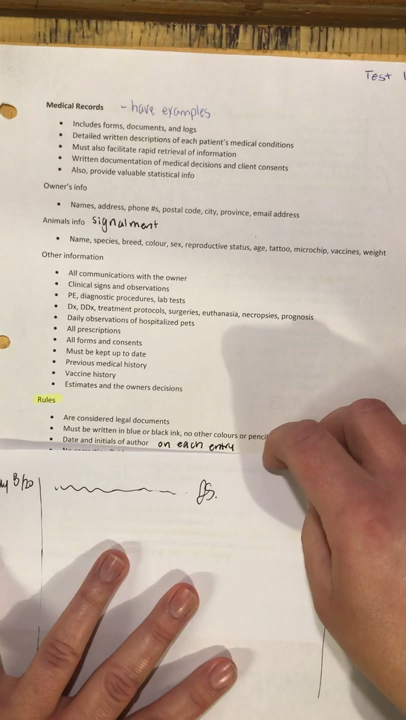 Test
Medical Records - have examples
• Includes forms, documents, and logs
• Detailed written descriptions of each patient's medical conditions
• Must also facilitate rapid retrieval of information
• Written documentation of medical decisions and client consents
• Also, provide valuable statistical info
Owner's info
• Names, address, phone #s, postal code, city, province, email address
Animals info signalment
• Name, species, breed, colour, sex, reproductive status, age, tattoo, microchip, vaccines, weight
Other information
• All communications with the owner
• Clinical signs and observations
• PE, diagnostic procedures, lab tests
• Dx, DDx, treatment protocols, surgeries, euthanasia, necropsies, prognosis
• Daily observations of hospitalized pets
• All prescriptions
• All forms and consents
• Must be kept up to date
• Previous medical history
• Vaccine history
• Estimates and the owners decisions
Rules
• Are considered legal documents
• Must be written in blue or black ink, no other colours or pencil
• Date and initials of author on each entry